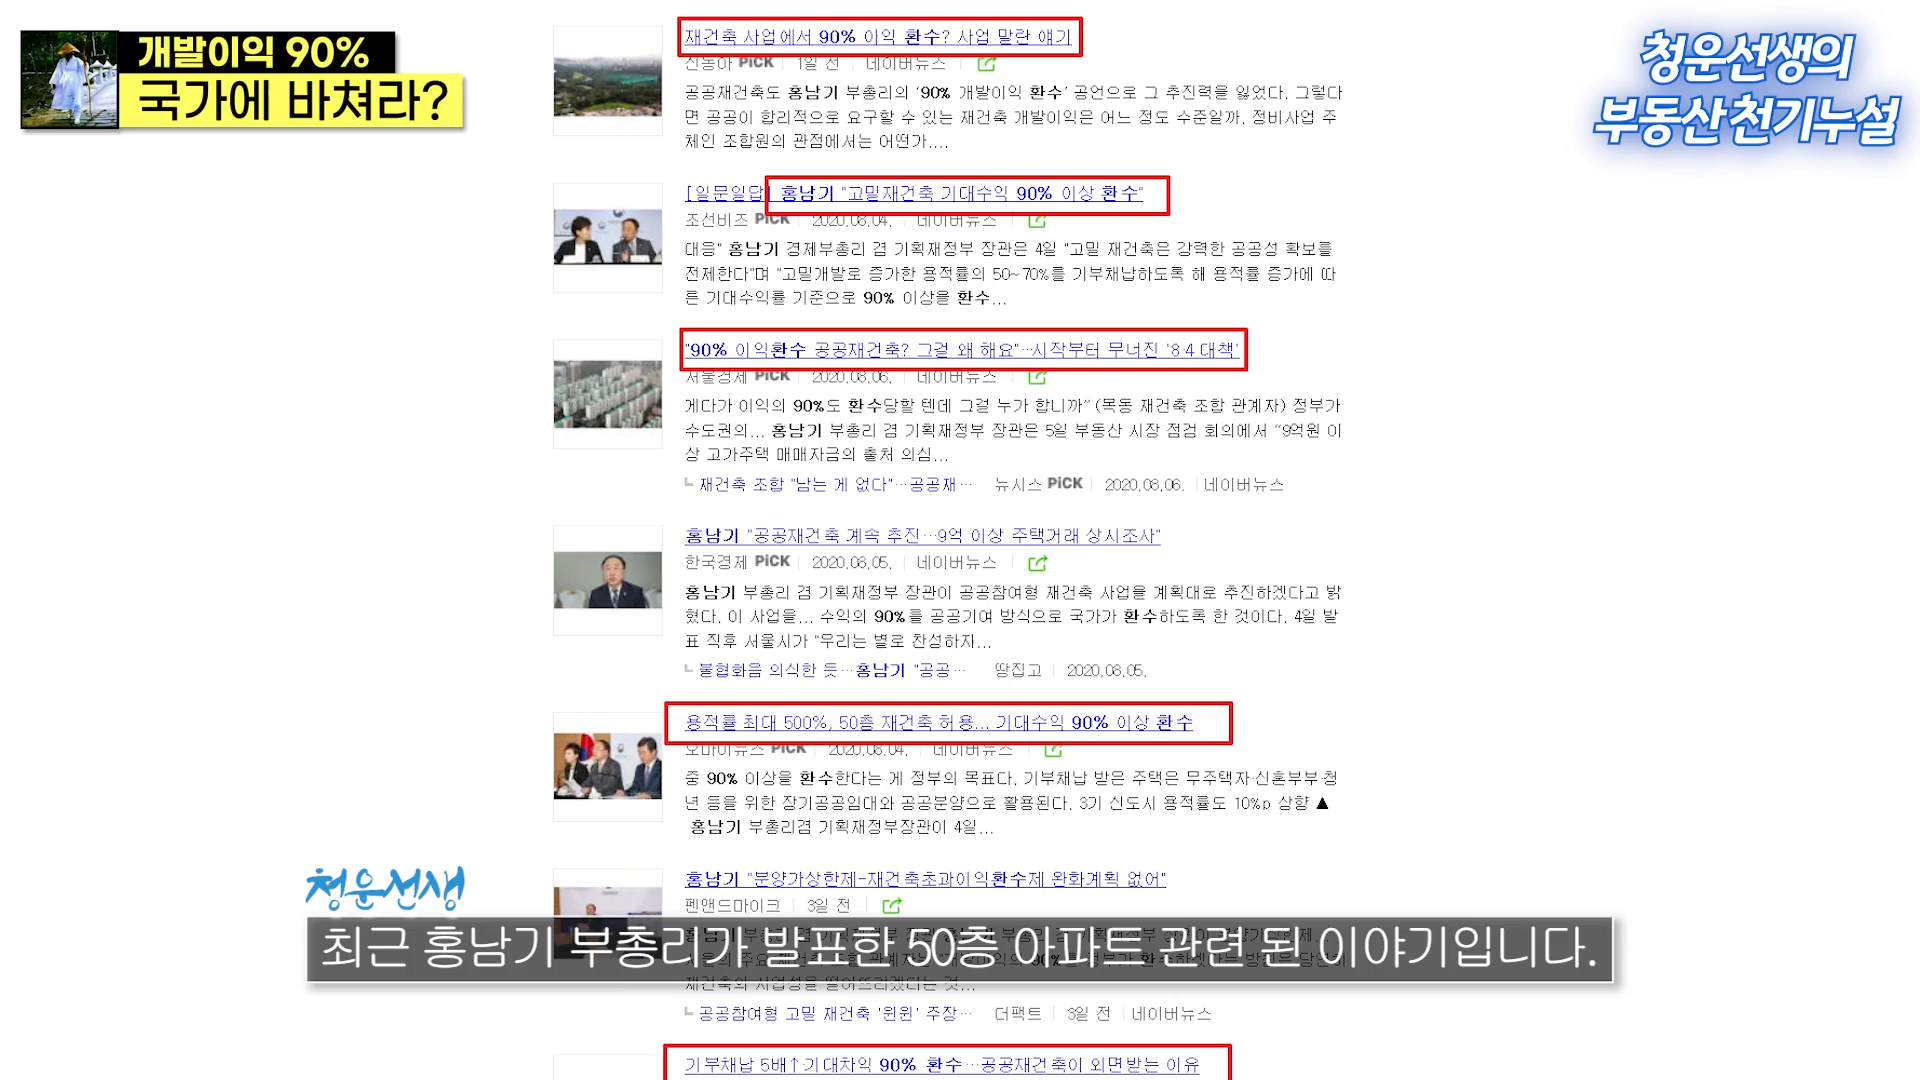 개발이익 90%
국가에 바쳐라?
청운선생의
부동산천기누설
재건축 사업에서 90% 이익 환수? 사업 말란 얘기
신동아 PiCK 1일 전 네이버뉴스
공공재건축도 홍남기 부총리의 '90% 개발이익 환수' 공언으로 그 추진력을 잃었다. 그렇다
면 공공이 합리적으로 요구할 수 있는 재건축 개발이익은 어느 정도 수준일까. 정비사업 주
체인 조합원의 관점에서는 어떤가....
[일문일답] 홍남기 "고밀재건축 기대수익 90% 이상 환수"
조선비즈 PiCK 2020.08.04. 네이버뉴스
대응" 홍남기 경제부총리 겸 기획재정부 장관은 4일 "고밀 재건축은 강력한 공공성 확보를
전제한다"며 "고밀개발로 증가한 용적률의 50~70%를 기부채납하도록 해 용적률 증가에 따
른 기대수익률 기준으로 90% 이상을 환수...
"90% 이익환수 공공재건축? 그걸 왜 해요"…시작부터 무너진 '8·4 대책'
서울경제 PiCK 2020.08.06. 네이버뉴스
게다가 이익의 90%도 환수당할 텐데 그걸 누가 합니까" (목동 재건축 조합 관계자) 정부가
수도권의... 홍남기 부총리 겸 기획재정부 장관은 5일 부동산 시장 점검 회의에서 "9억원 이
상 고가주택 매매자금의 출처 의심...
재건축 조합 "남는 게 없다"…공공재… 뉴시스 PiCK 2020.08.06. 네이버뉴스
홍남기 "공공재건축 계속 추진…9억 이상 주택거래 상시조사"
한국경제 PiCK 2020.08.05. 네이버뉴스
홍남기 부총리 겸 기획재정부 장관이 공공참여형 재건축 사업을 계획대로 추진하겠다고 밝
혔다. 이 사업을... 수익의 90%를 공공기여 방식으로 국가가 환수하도록 한 것이다. 4일 발
표 직후 서울시가 "우리는 별로 찬성하지...
불협화음 의식한 듯…홍남기 "공공… 땅집고 2020.08.05.
용적률 최대 500%, 50층 재건축 허용... 기대수익 90% 이상 환수
오마이뉴스 PiCK 2020.08.04. 네이버뉴스
중 90% 이상을 환수한다는 게 정부의 목표다. 기부채납 받은 주택은 무주택자·신혼부부·청
년 등을 위한 장기공공임대와 공공분양으로 활용된다. 3기 신도시 용적률도 10%p 상향 ▲
홍남기 부총리겸 기획재정부장관이 4일...
홍남기 "분양가상한제-재건축초과이익환수제 완화계획 없어"
펜앤드마이크 3일 전
청운선생
최근 홍남기 부총리가 발표한 50층 아파트 관련 된 이야기입니다.
재건축의 사업성을 떨어뜨리겠다는 것...
공공참여형 고밀 재건축 '윈윈' 주장… 더팩트 3일 전 네이버뉴스
기부채납 5배↑·기대차익 90% 환수…공공재건축이 외면받는 이유